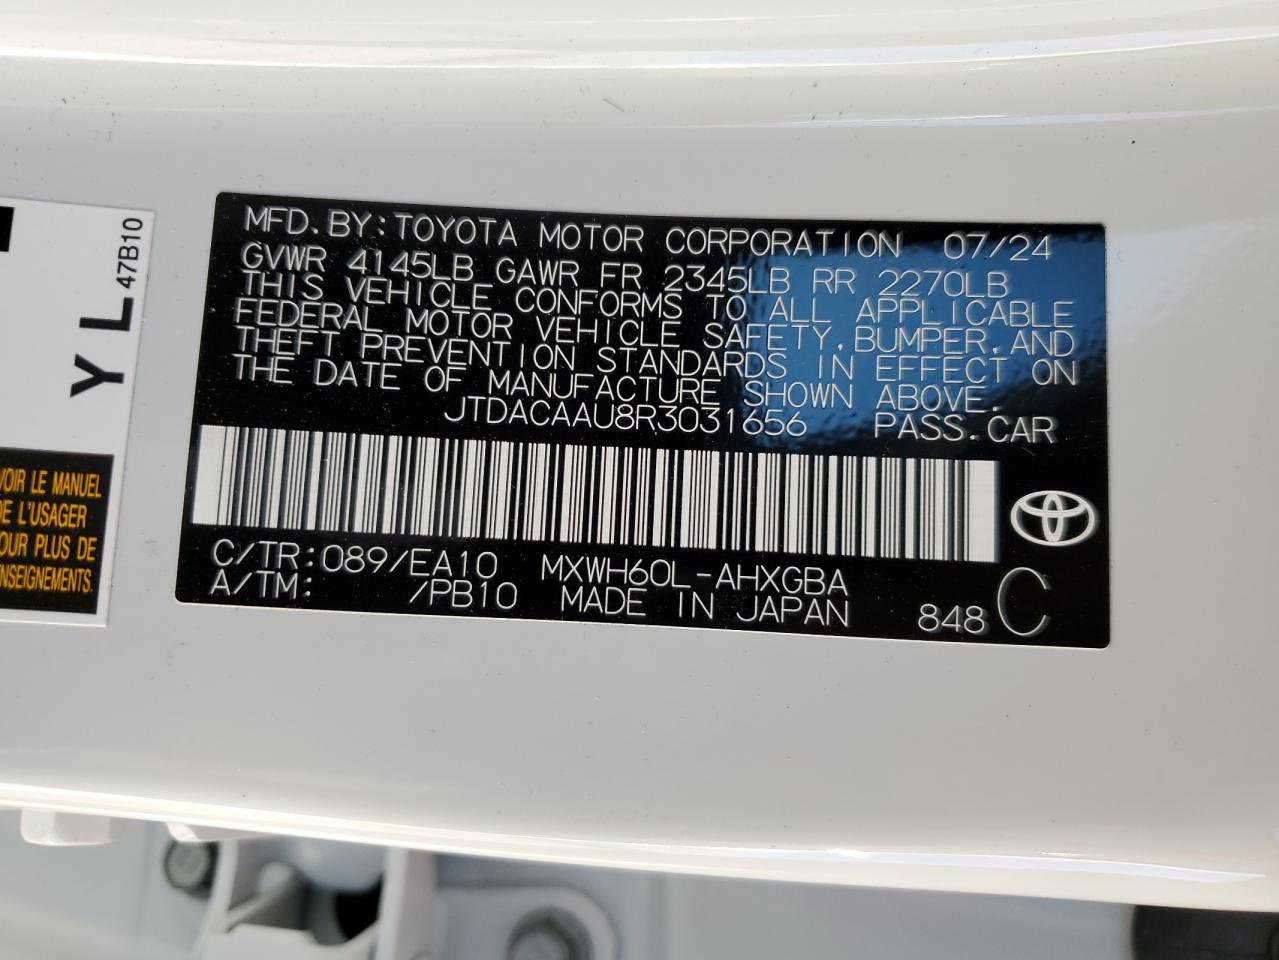 MFD. BY: TOYOTA MOTOR CORPORATION 07/24
GVWR 4145LB GAWR FR 2345LB RR 2270LB
THIS VEHICLE CONFORMS TO ALL APPLICABLE
FEDERAL MOTOR VEHICLE SAFETY, BUMPER, AND
THEFT PREVENTION STANDARDS IN EFFECT ON
THE DATE OF MANUFACTURE SHOWN ABOVE.
JTDACAAU8R3031656 PASS. CAR
C/TR: 089/EA10 MXWH60L-AHXGBA
A/TM: /PB10 MADE IN JAPAN 848 C
YL 47B10
VOIR LE MANUEL
DE L'USAGER
POUR PLUS DE
ENSEIGNEMENTS.